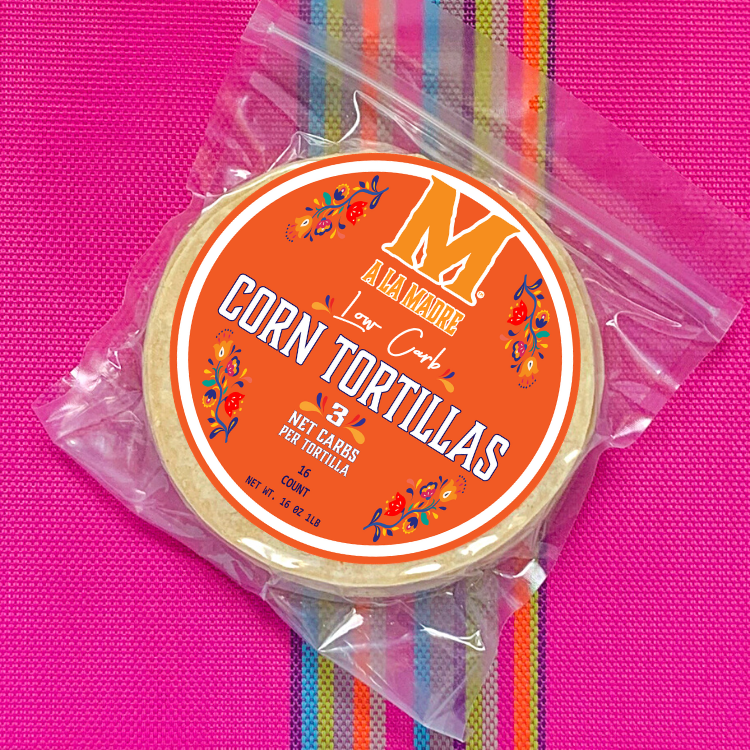 M®
A LA MADRE
Low Carb
CORN TORTILLAS
3
NET CARBS
PER TORTILLA
16
COUNT
NET WT. 16 OZ 1LB